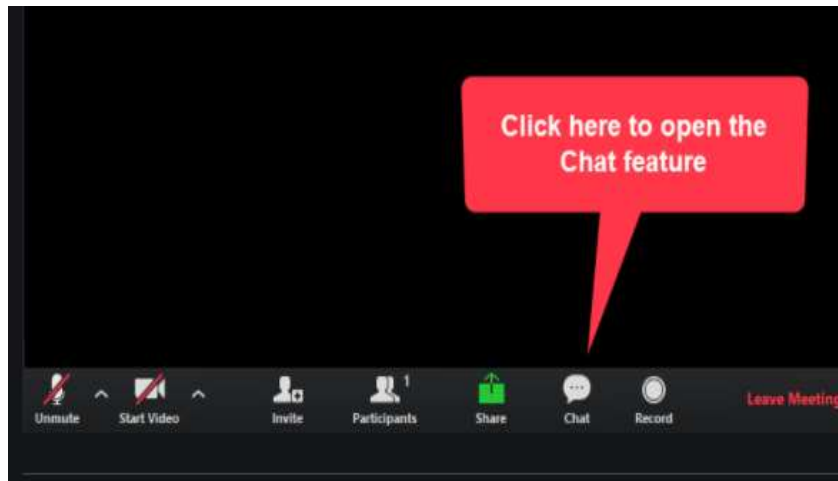 Click here to open the
Chat feature
1
Unmute
Start Video
Invite
Participants
Share
Chat
Record
Leave Meeting